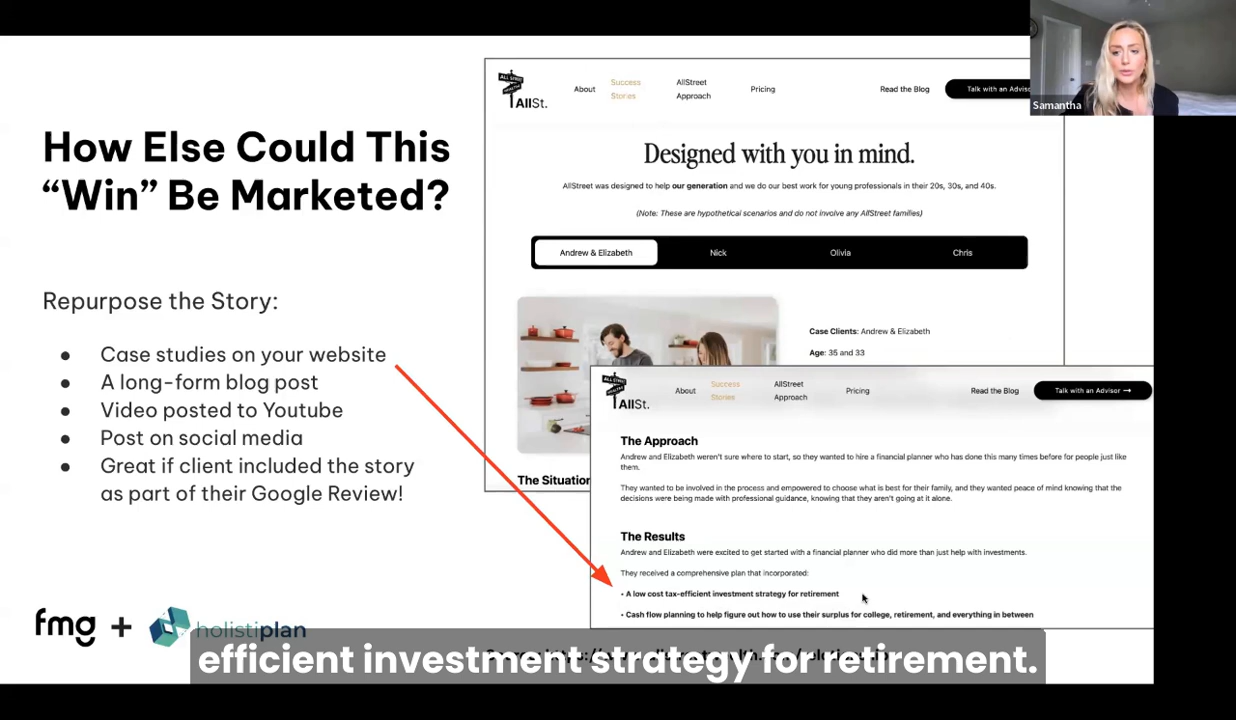 How Else Could This
“Win” Be Marketed?
Repurpose the Story:
● Case studies on your website
● A long-form blog post
● Video posted to Youtube
● Post on social media
● Great if client included the story
as part of their Google Review!
fmg + holistiplan
ALL STREET
WEALTH
AllSt.
About
Success
Stories
AllStreet
Approach
Pricing
Read the Blog
Talk with an Adviso
Samantha
Designed with you in mind.
AllStreet was designed to help our generation and we do our best work for young professionals in their 20s, 30s, and 40s.
(Note: These are hypothetical scenarios and do not involve any AllStreet families)
Andrew & Elizabeth
Nick
Olivia
Chris
Case Clients: Andrew & Elizabeth
Age: 35 and 33
The Situation
ALL STREET
WEALTH
AllSt.
About
Success
Stories
AllStreet
Approach
Pricing
Read the Blog
Talk with an Advisor →
The Approach
Andrew and Elizabeth weren't sure where to start, so they wanted to hire a financial planner who has done this many times before for people just like
them.
They wanted to be involved in the process and empowered to choose what is best for their family, and they wanted peace of mind knowing that the
decisions were being made with professional guidance, knowing that they aren't going at it alone.
The Results
Andrew and Elizabeth were excited to get started with a financial planner who did more than just help with investments.
They received a comprehensive plan that incorporated:
• A low cost tax-efficient investment strategy for retirement
• Cash flow planning to help figure out how to use their surplus for college, retirement, and everything in between
efficient investment strategy for retirement.